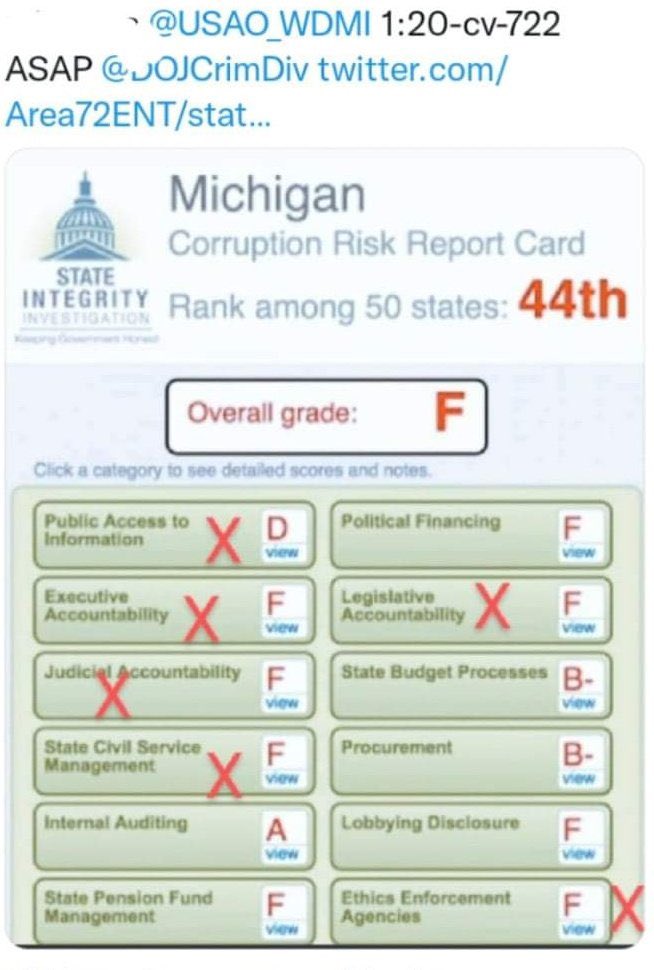 @USAO_WDMI 1:20-cv-722
ASAP @DOJCrimDiv twitter.com/
Area72ENT/stat...
STATE
INTEGRITY
INVESTIGATION
Keeping Government Honest
Michigan
Corruption Risk Report Card
Rank among 50 states: 44th
Overall grade: F
Click a category to see detailed scores and notes.
Public Access to
Information
X
D
view
Political Financing
F
view
Executive
Accountability
X
F
view
Legislative
Accountability
X
F
view
Judicial Accountability
X
F
view
State Budget Processes
B-
view
State Civil Service
Management
X
F
view
Procurement
B-
view
Internal Auditing
A
view
Lobbying Disclosure
F
view
State Pension Fund
Management
F
view
Ethics Enforcement
Agencies
F
view
X